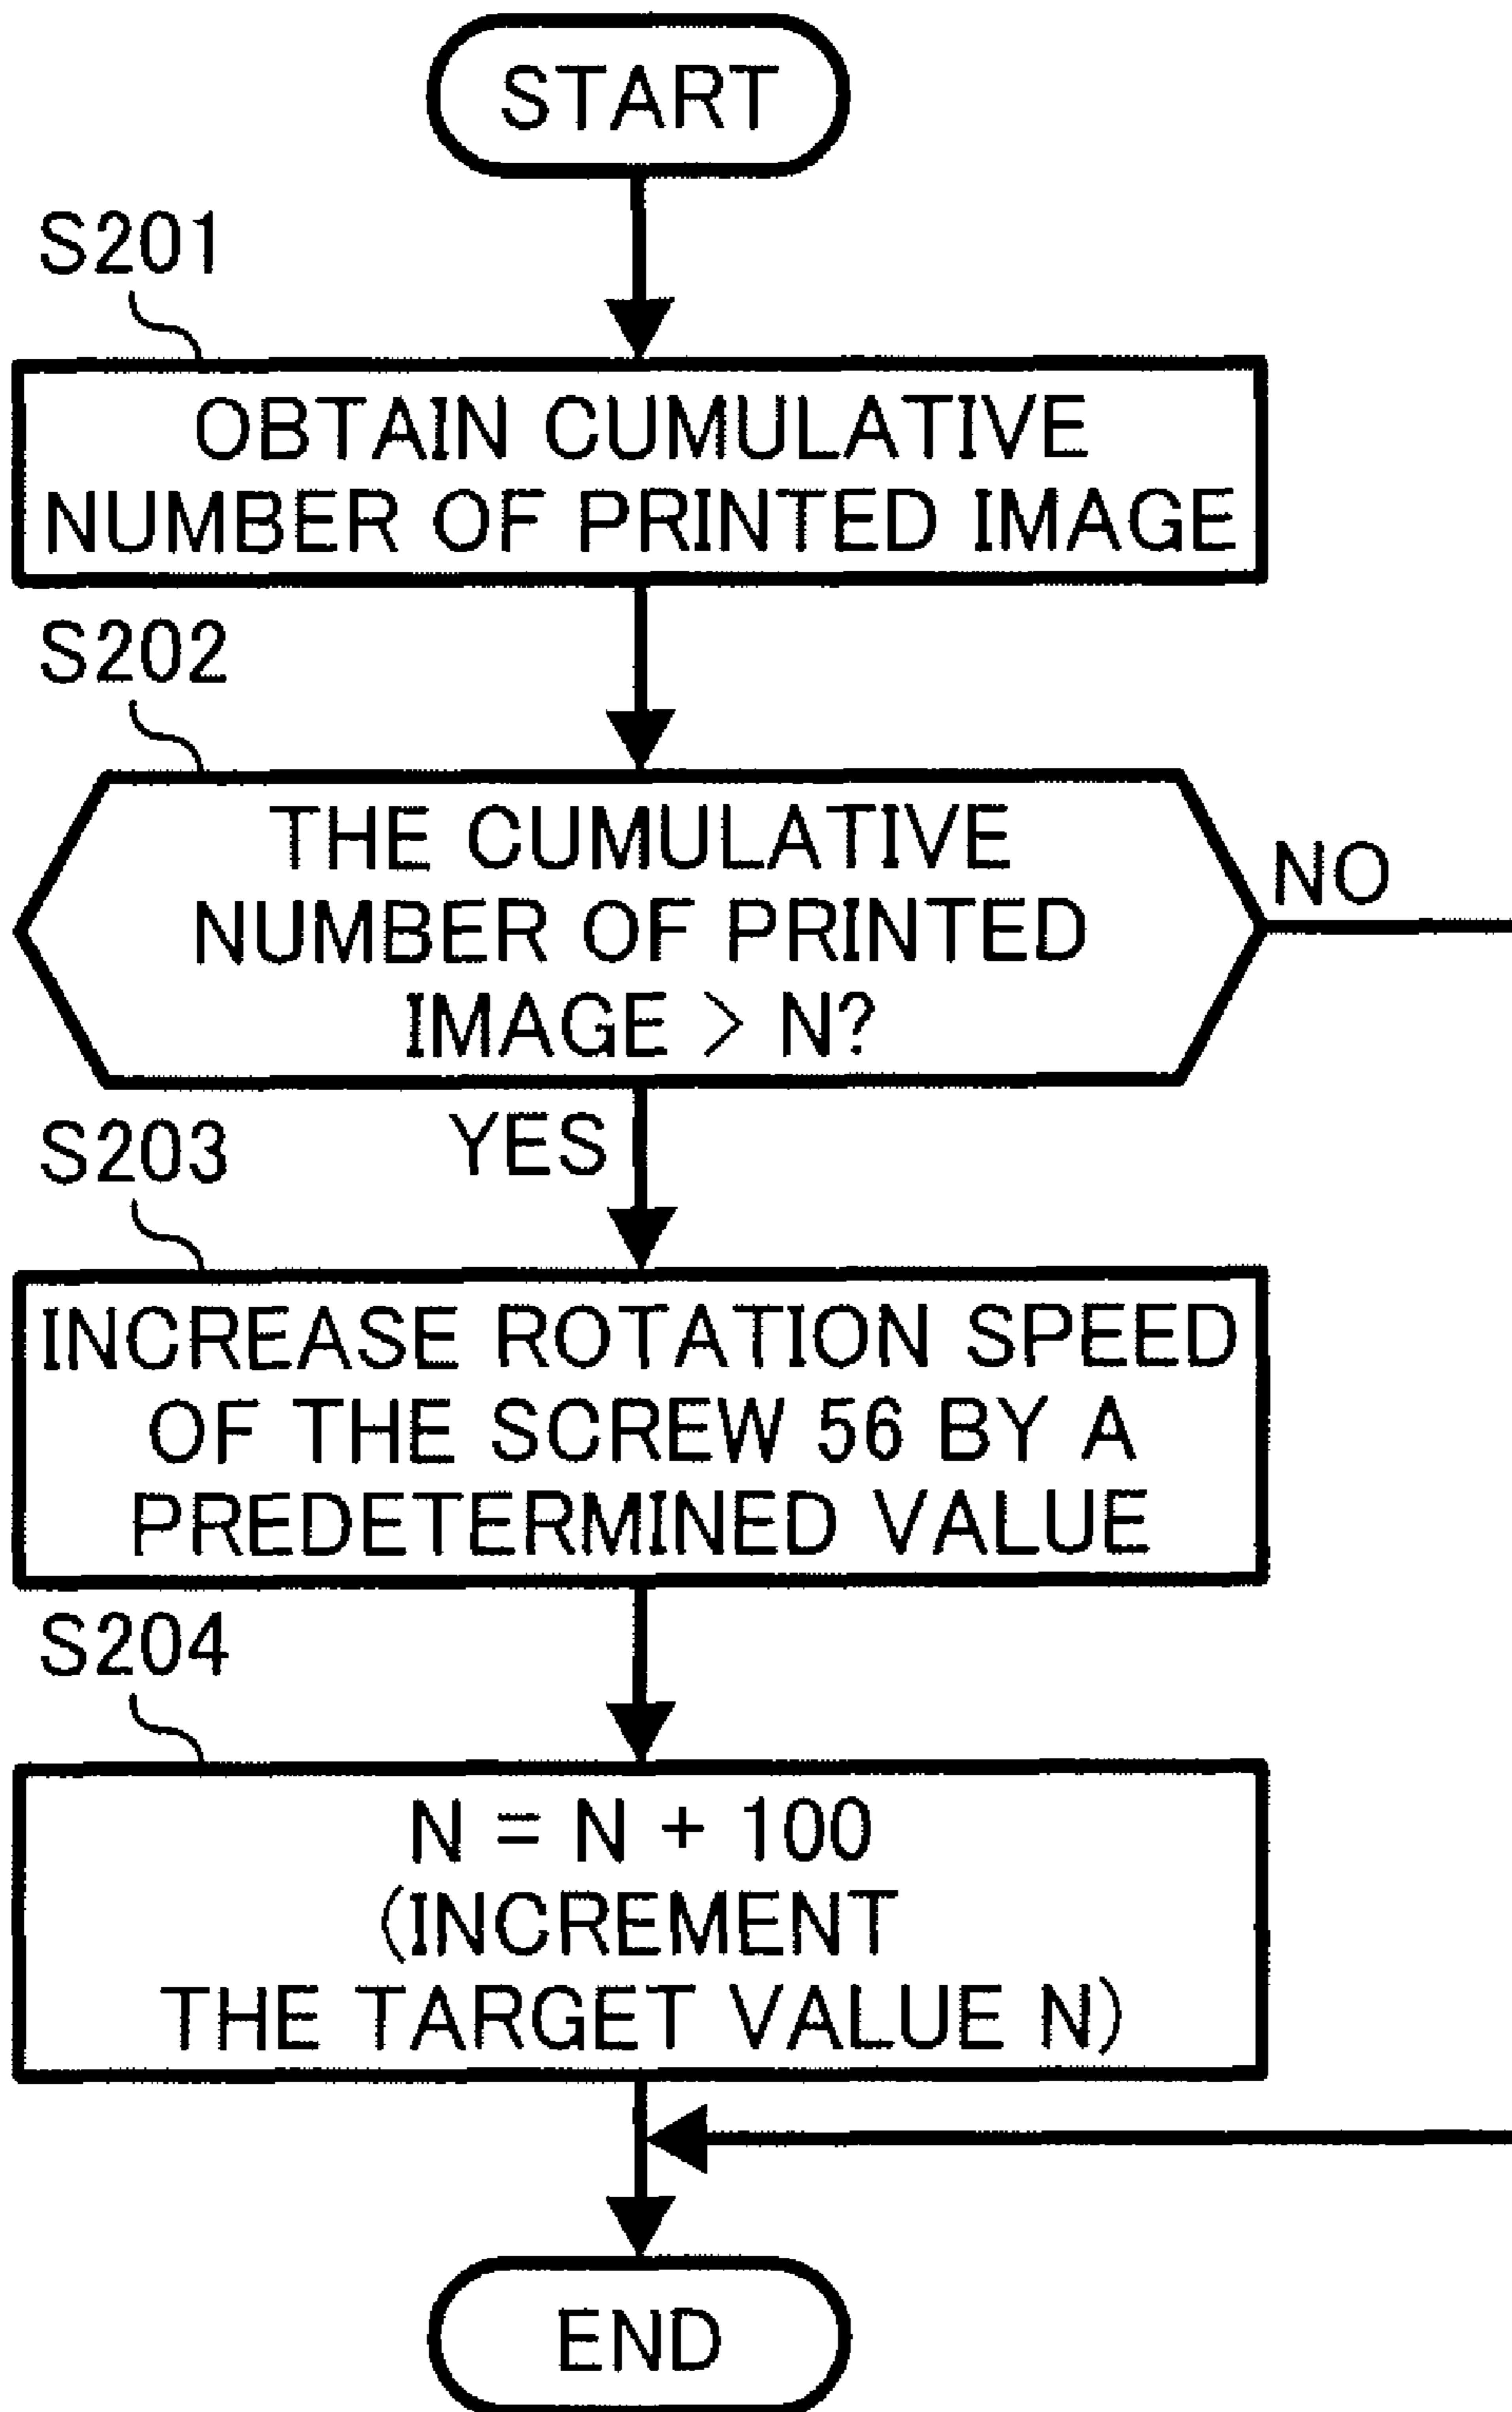 START
S201
OBTAIN CUMULATIVE
NUMBER OF PRINTED IMAGE
S202
THE CUMULATIVE
NUMBER OF PRINTED
IMAGE > N?
NO
YES
S203
INCREASE ROTATION SPEED
OF THE SCREW 56 BY A
PREDETERMINED VALUE
S204
N = N + 100
(INCREMENT
THE TARGET VALUE N)
END